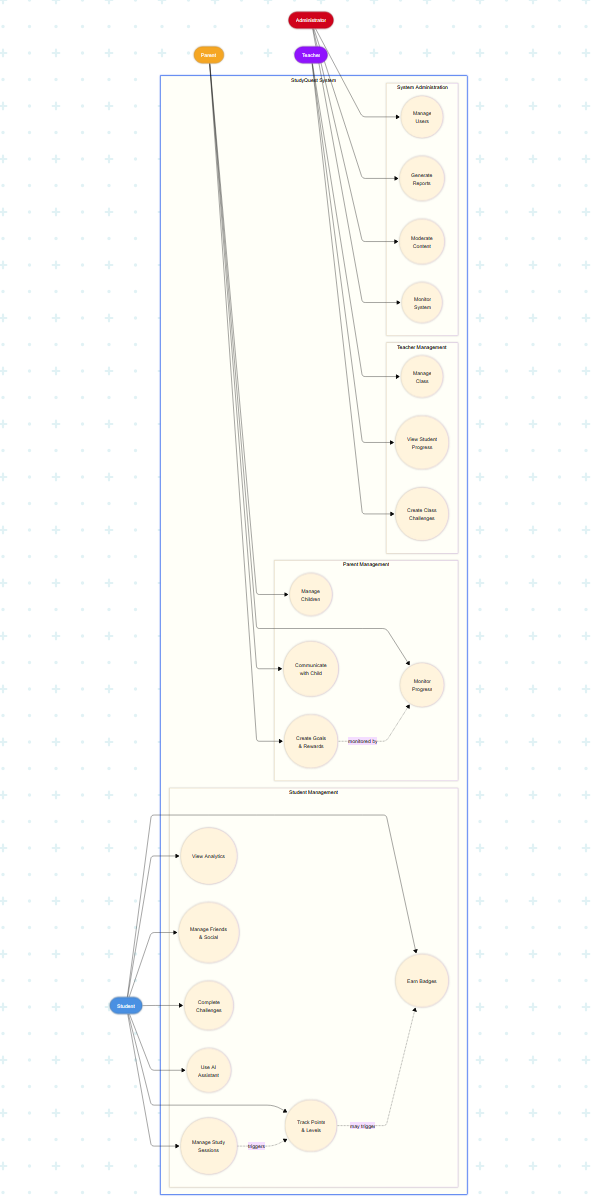 Administrator
Parent
Teacher
StudyQuest System
System Administration
Manage
Users
Generate
Reports
Moderate
Content
Monitor
System
Teacher Management
Manage
Class
View Student
Progress
Create Class
Challenges
Parent Management
Manage
Children
Communicate
with Child
Monitor
Progress
Create Goals
& Rewards
monitored by
Student Management
View Analytics
Manage Friends
& Social
Earn Badges
Student
Complete
Challenges
Use AI
Assistant
Track Points
& Levels
may trigger
Manage Study
Sessions
triggers